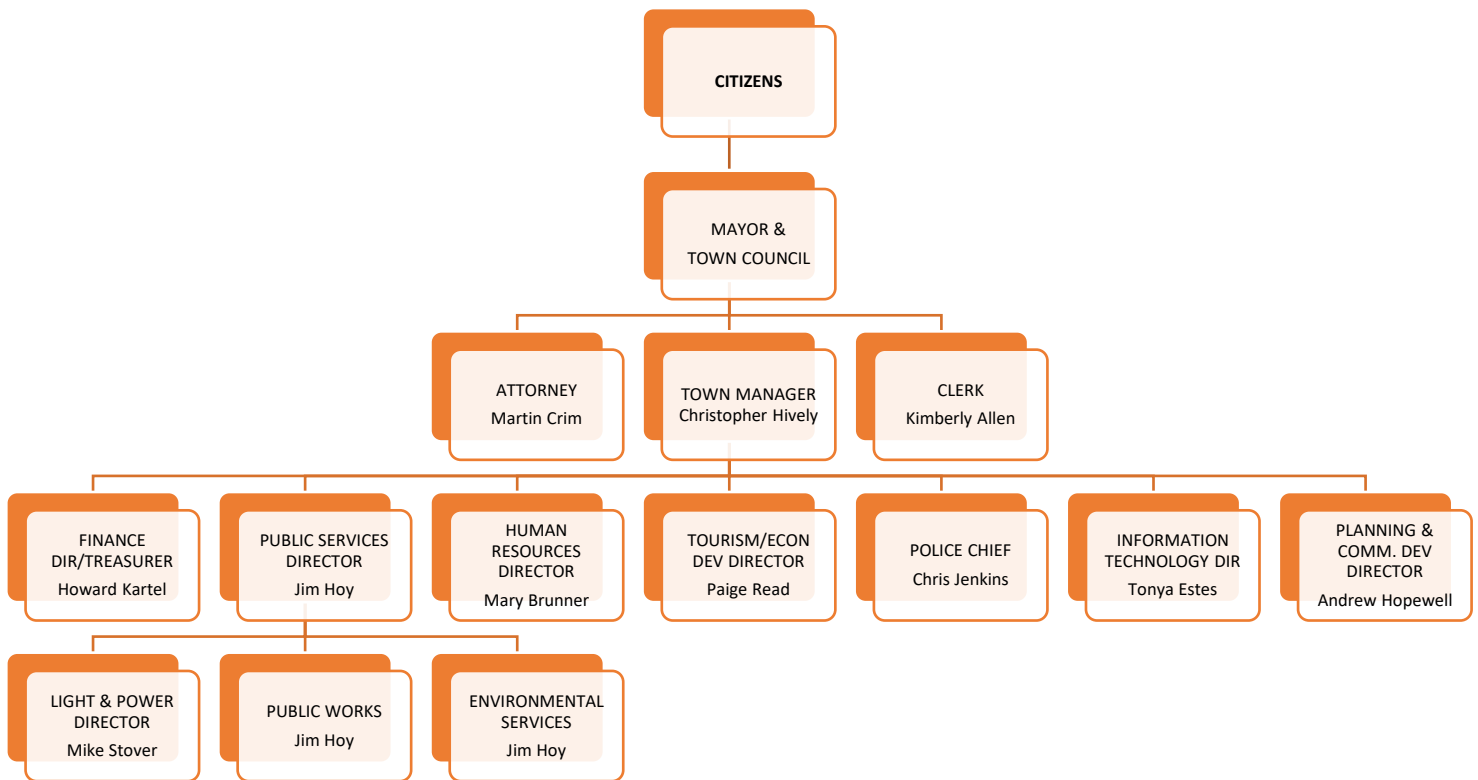 CITIZENS
MAYOR &
TOWN COUNCIL
ATTORNEY
Martin Crim
TOWN MANAGER
Christopher Hively
CLERK
Kimberly Allen
FINANCE
DIR/TREASURER
Howard Kartel
PUBLIC SERVICES
DIRECTOR
Jim Hoy
HUMAN
RESOURCES
DIRECTOR
Mary Brunner
TOURISM/ECON
DEV DIRECTOR
Paige Read
POLICE CHIEF
Chris Jenkins
INFORMATION
TECHNOLOGY DIR
Tonya Estes
PLANNING &
COMM. DEV
DIRECTOR
Andrew Hopewell
LIGHT & POWER
DIRECTOR
Mike Stover
PUBLIC WORKS
Jim Hoy
ENVIRONMENTAL
SERVICES
Jim Hoy